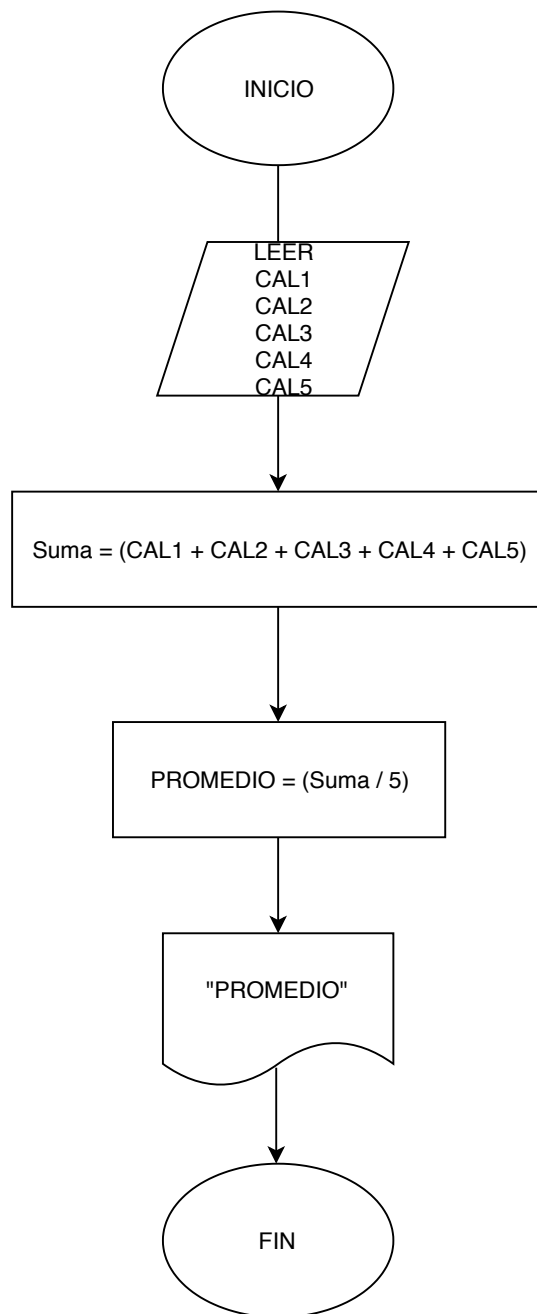 INICIO
LEER
CAL1
CAL2
CAL3
CAL4
CAL5
Suma = (CAL1 + CAL2 + CAL3 + CAL4 + CAL5)
PROMEDIO = (Suma / 5)
"PROMEDIO"
FIN